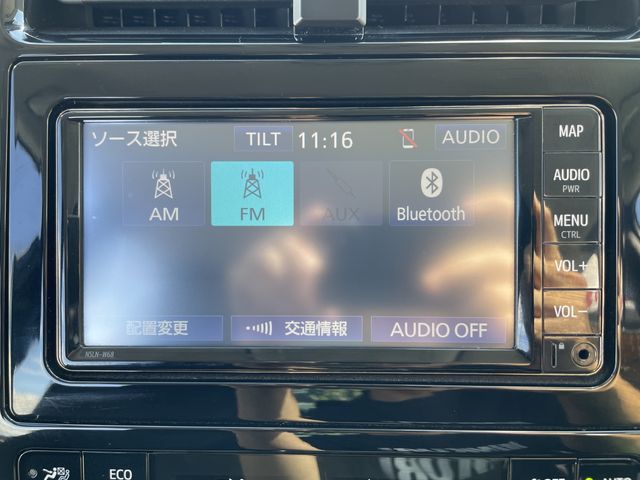 ソース選択 TILT 11:16 AUDIO
AM FM AUX Bluetooth
配置変更 交通情報 AUDIO OFF
NSLN-W68
MAP
AUDIO
PWR
MENU
CTRL
VOL+
VOL-
ECO
AUTO